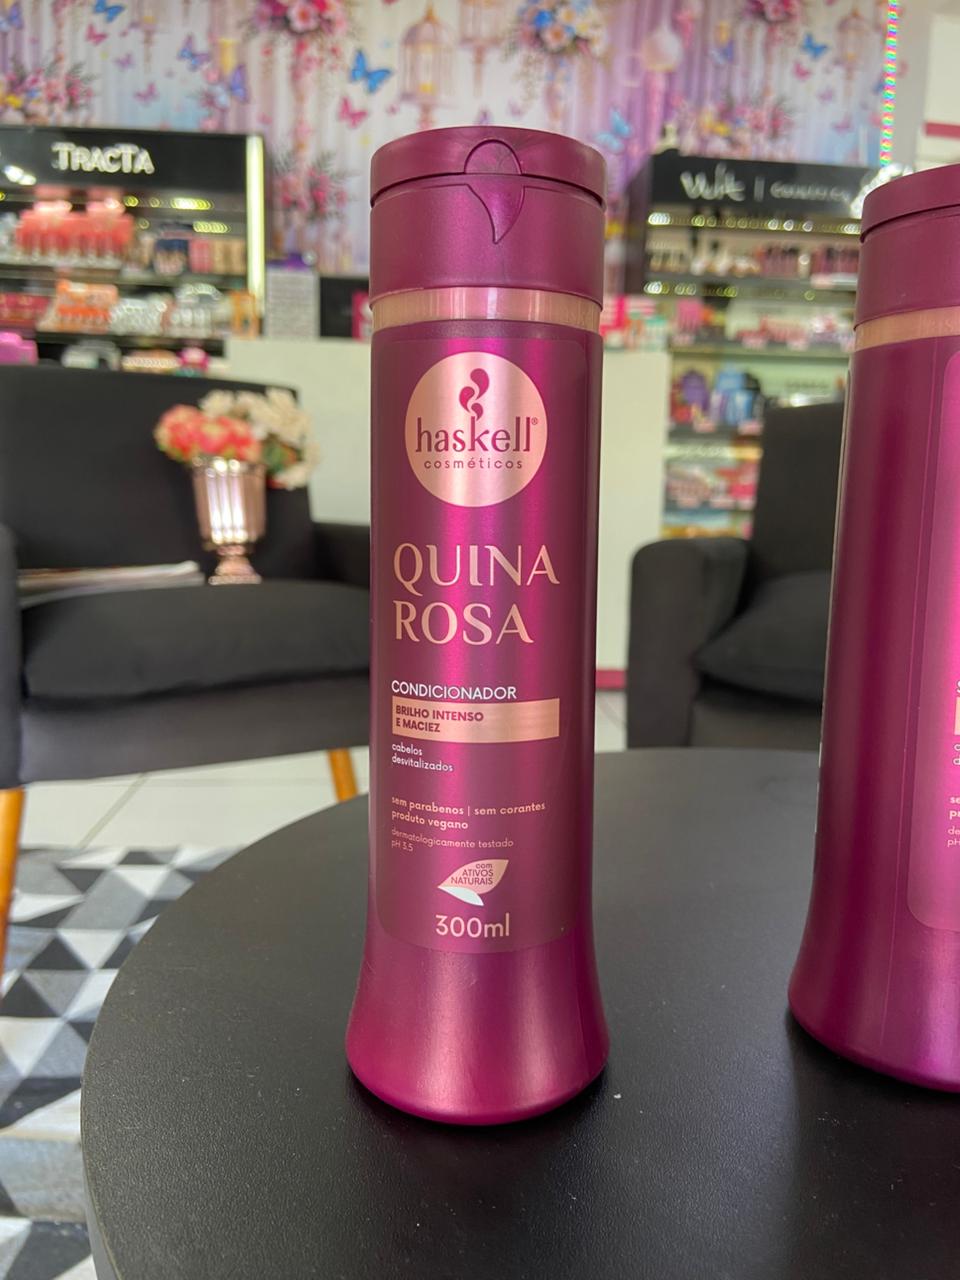 TRACTA
Vult
haskell®
cosméticos
QUINA
ROSA
CONDICIONADOR
BRILHO INTENSO
E MACIEZ
cabelos
desvitalizados
sem parabenos | sem corantes
produto vegano
dermatologicamente testado
pH 3.5
com
ATIVOS
NATURAIS
300ml